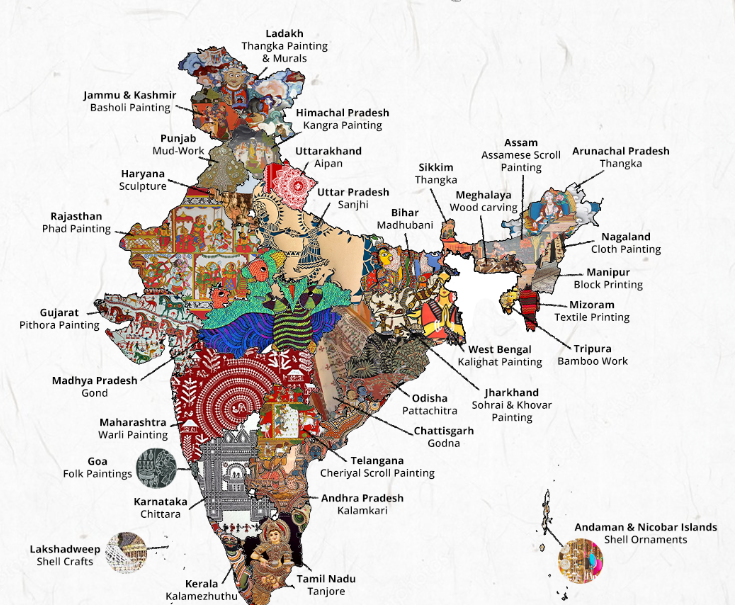 Ladakh
Thangka Painting
& Murals
Jammu & Kashmir
Basholi Painting
Himachal Pradesh
Kangra Painting
Punjab
Mud-Work
Uttarakhand
Aipan
Haryana
Sculpture
Uttar Pradesh
Sanjhi
Sikkim
Thangka
Assam
Assamese Scroll
Painting
Arunachal Pradesh
Thangka
Meghalaya
Wood carving
Bihar
Madhubani
Rajasthan
Phad Painting
Nagaland
Cloth Painting
Manipur
Block Printing
Mizoram
Textile Printing
Gujarat
Pithora Painting
Tripura
Bamboo Work
West Bengal
Kalighat Painting
Madhya Pradesh
Gond
Jharkhand
Sohrai & Khovar
Painting
Odisha
Pattachitra
Maharashtra
Warli Painting
Chattisgarh
Godna
Goa
Folk Paintings
Telangana
Cheriyal Scroll Painting
Karnataka
Chittara
Andhra Pradesh
Kalamkari
Andaman & Nicobar Islands
Shell Ornaments
Lakshadweep
Shell Crafts
Kerala
Kalamezhuthu
Tamil Nadu
Tanjore